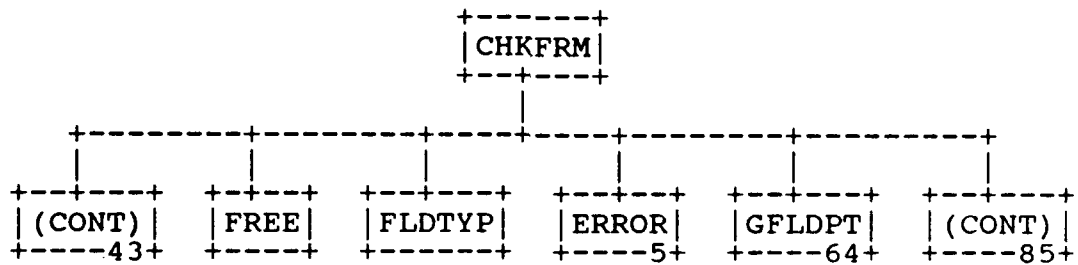 CHKFRM
(CONT) FREE FLDTYP ERROR GFLDPT (CONT)
43 5 64 85